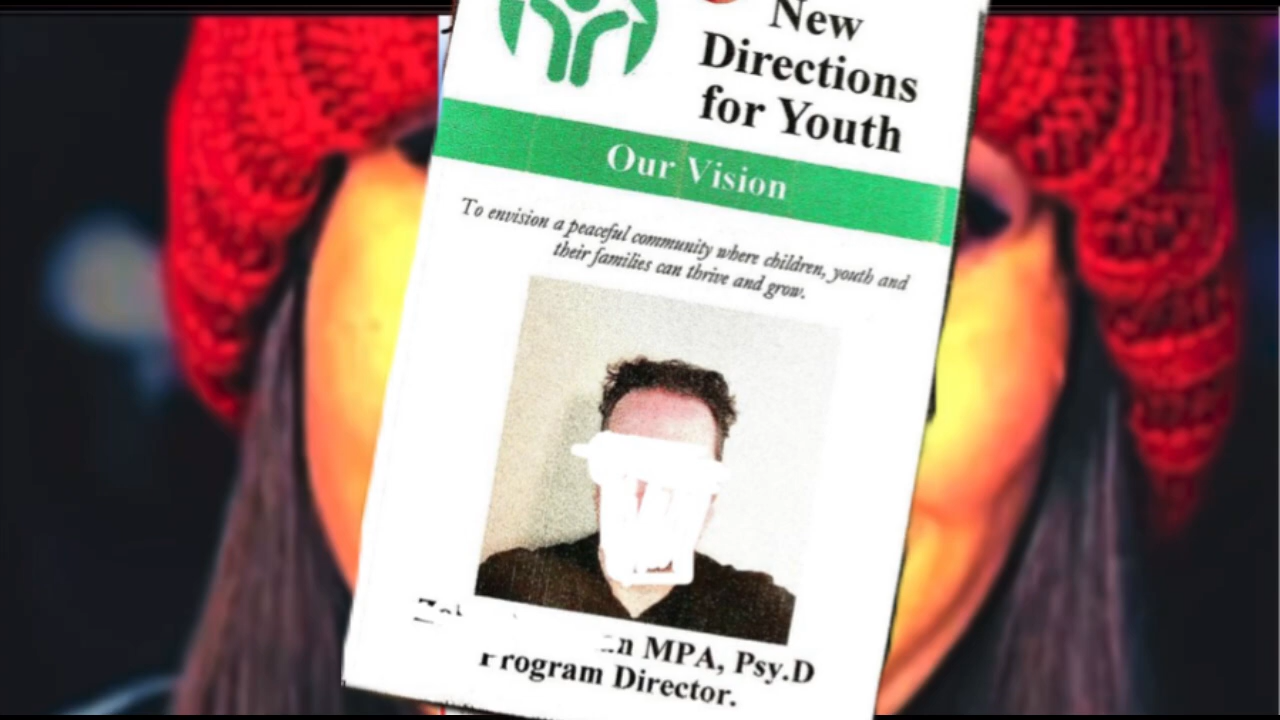 New
Directions
for Youth
Our Vision
To envision a peaceful community where children, youth and
their families can thrive and grow.
MPA, Psy.D
Program Director.